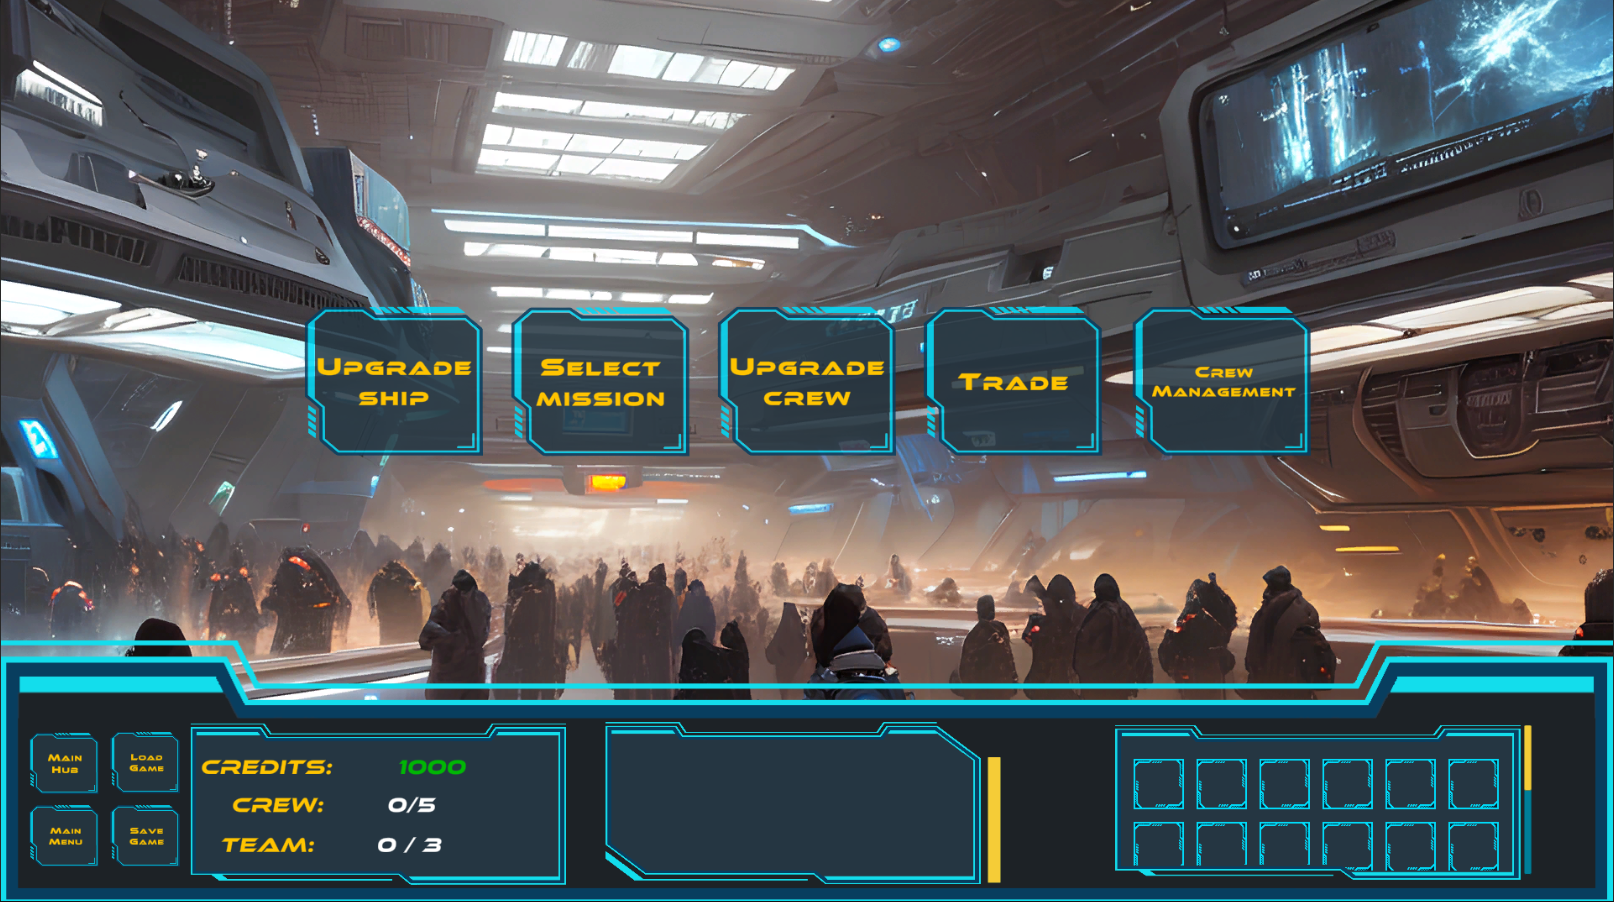 Upgrade
ship
Select
mission
Upgrade
crew
Trade
Crew
Management
Main
Hub
Load
Game
Main
Menu
Save
Game
Credits: 1000
Crew: 0/5
Team: 0 / 3